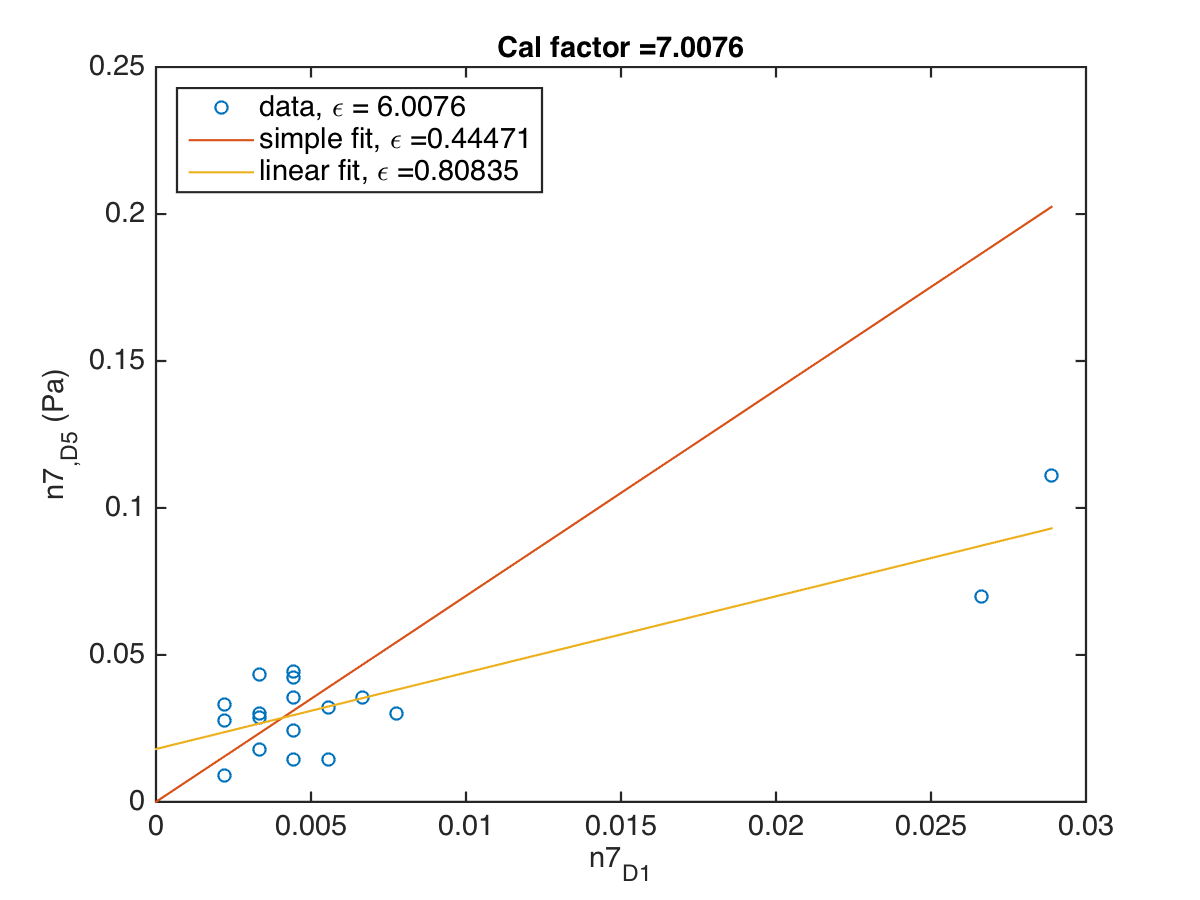 Cal factor =7.0076
0.25
0.2
0.15
0.1
0.05
0
data, ϵ = 6.0076
simple fit, ϵ =0.44471
linear fit, ϵ =0.80835
n7,D5 (Pa)
0 0.005 0.01 0.015 0.02 0.025 0.03
n7D1